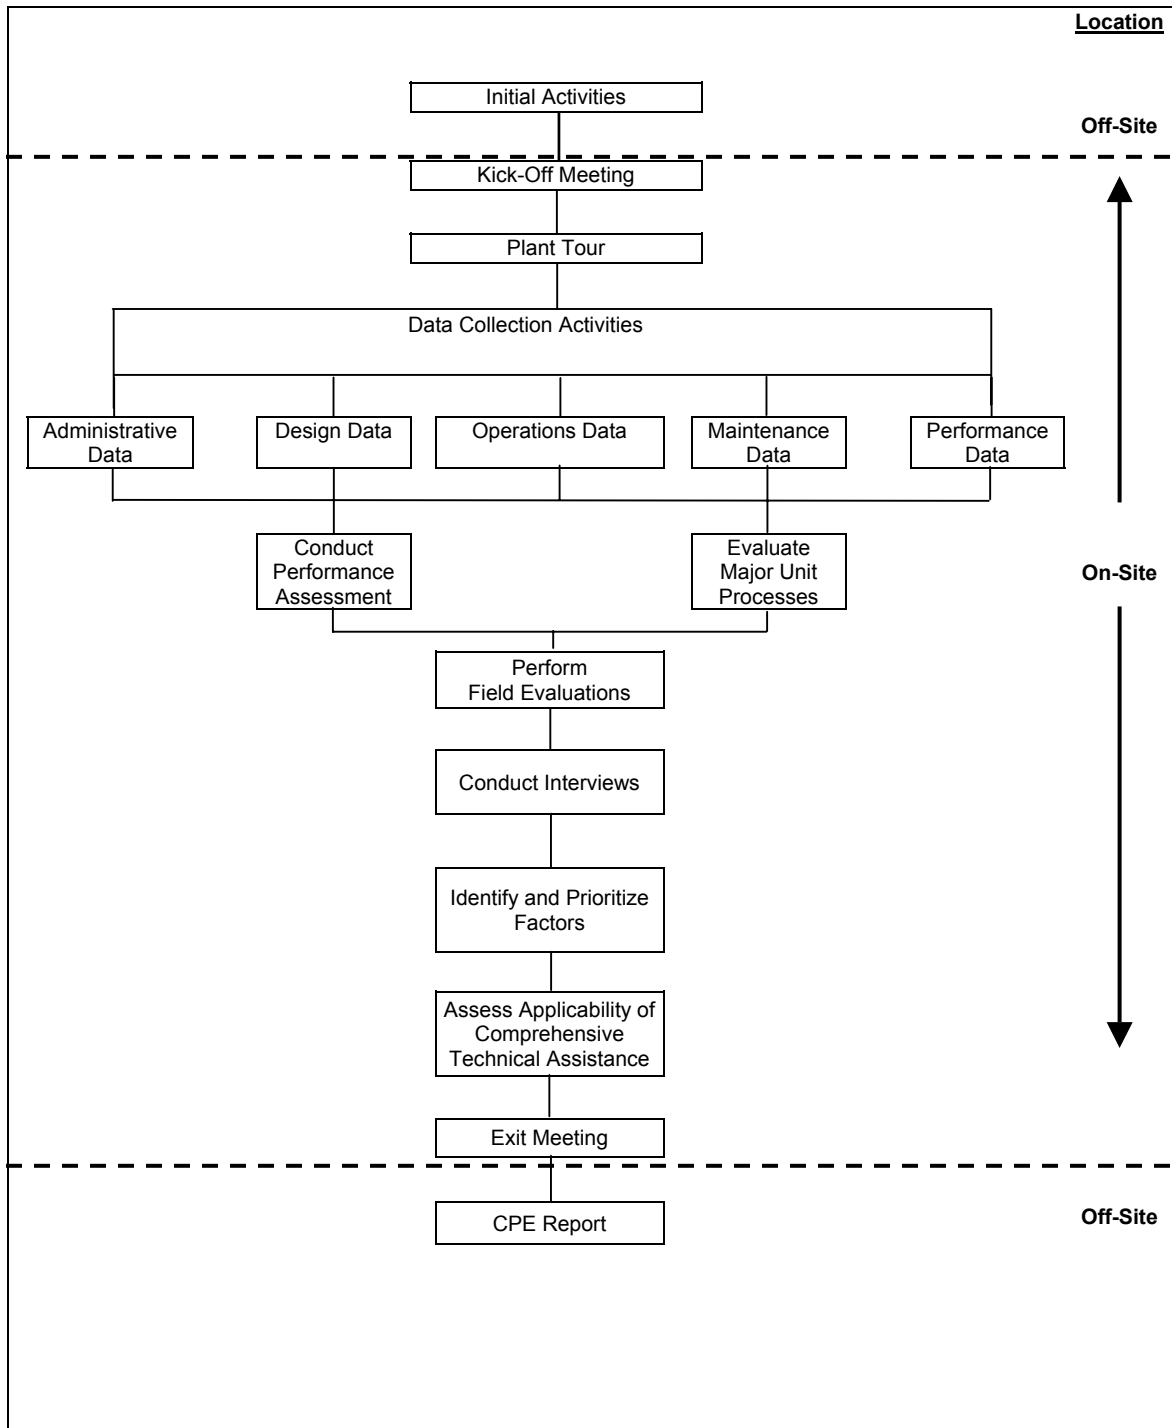 Location
Initial Activities
Off-Site
Kick-Off Meeting
Plant Tour
Data Collection Activities
Administrative
Data
Design Data
Operations Data
Maintenance
Data
Performance
Data
Conduct
Performance
Assessment
Evaluate
Major Unit
Processes
On-Site
Perform
Field Evaluations
Conduct Interviews
Identify and Prioritize
Factors
Assess Applicability of
Comprehensive
Technical Assistance
Exit Meeting
CPE Report
Off-Site